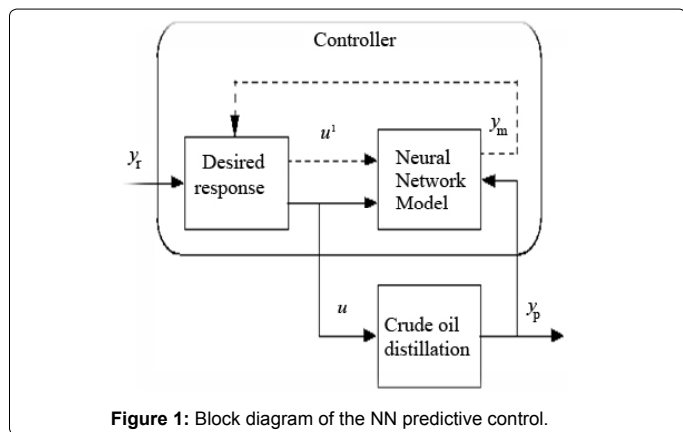 Controller
y_r
Desired
response
u¹
Neural
Network
Model
y_m
u
Crude oil
distillation
y_p
Figure 1: Block diagram of the NN predictive control.